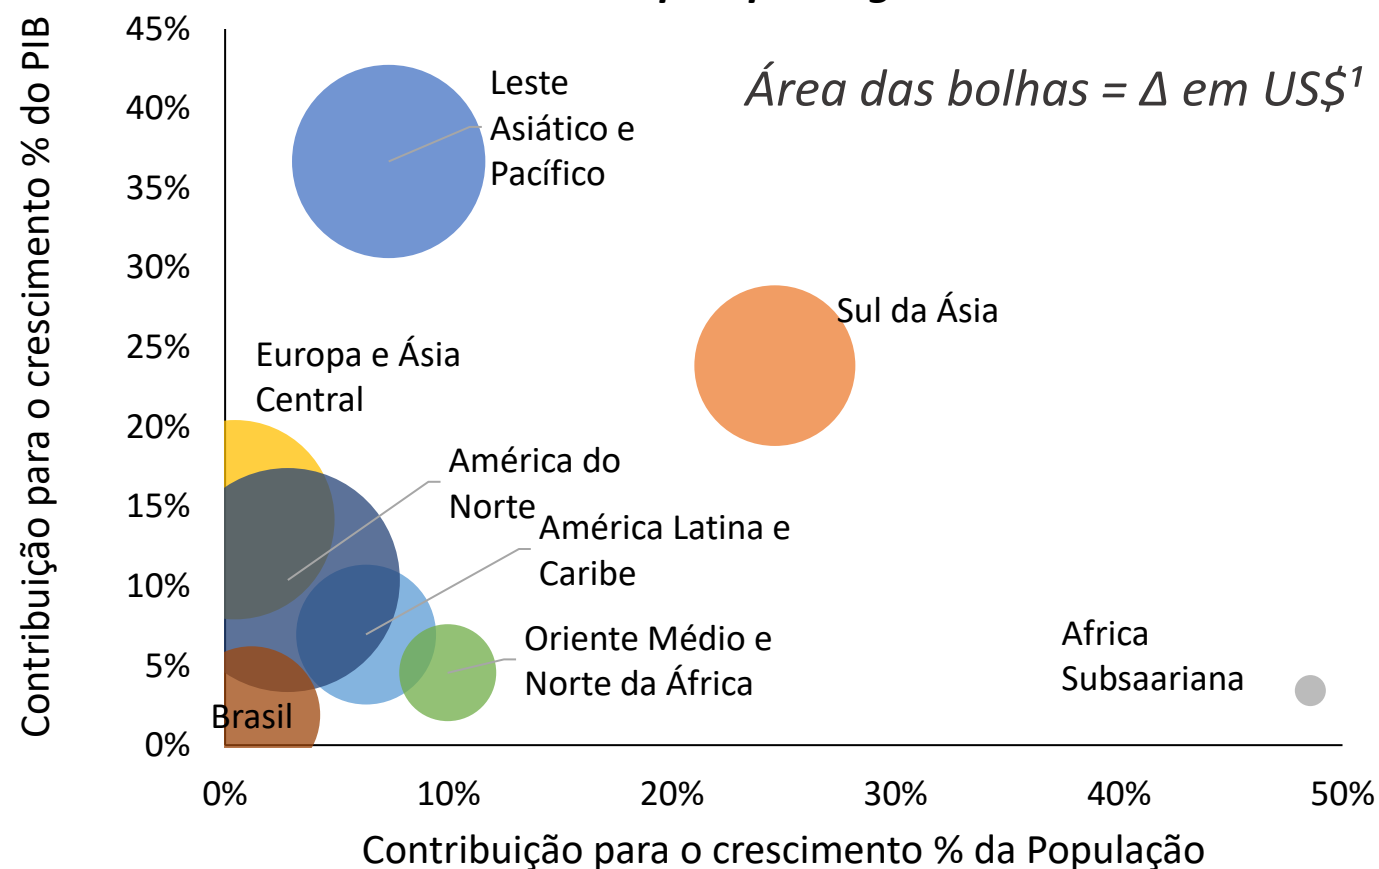 Contribuição para o crescimento % do PIB
45%
40%
35%
30%
25%
20%
15%
10%
5%
0%
Área das bolhas = Δ em US$¹
Leste
Asiático e
Pacífico
Sul da Ásia
Europa e Ásia
Central
América do
Norte
América Latina e
Caribe
Oriente Médio e
Norte da África
Africa
Subsaariana
Brasil
0%
10%
20%
30%
40%
50%
Contribuição para o crescimento % da População